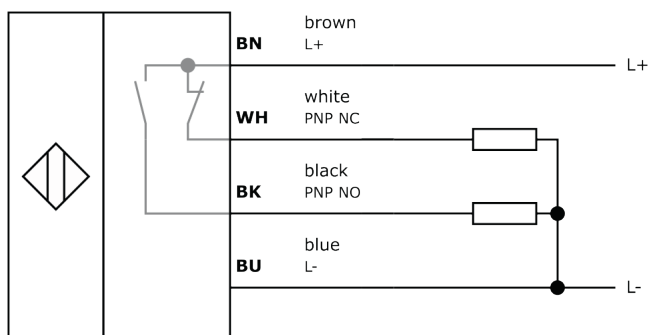 brown
BN L+
L+
white
WH PNP NC
black
BK PNP NO
blue
BU L-
L-